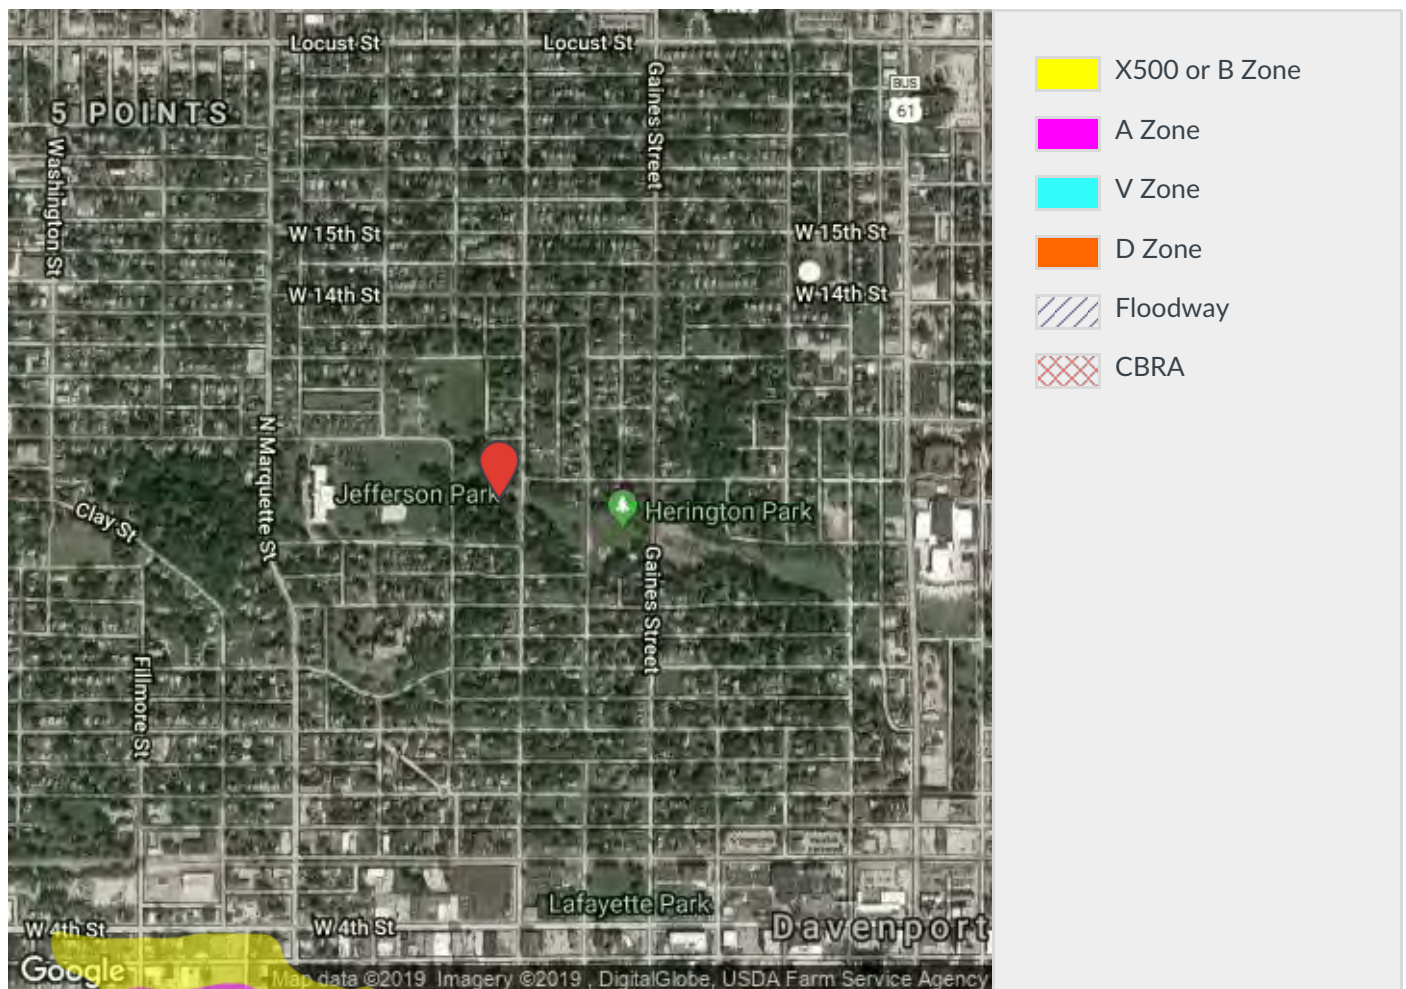 Locust St
Locust St
Gaines Street
BUS
61
5 POINTS
Washington St
W 15th St
W 15th St
W 14th St
W 14th St
N Marquette St
Jefferson Park
Herington Park
Clay St
Gaines Street
Fillmore St
Lafayette Park
W 4th St
W 4th St
Davenport
Google
Map data ©2019 Imagery ©2019 , DigitalGlobe, USDA Farm Service Agency
X500 or B Zone
A Zone
V Zone
D Zone
Floodway
CBRA